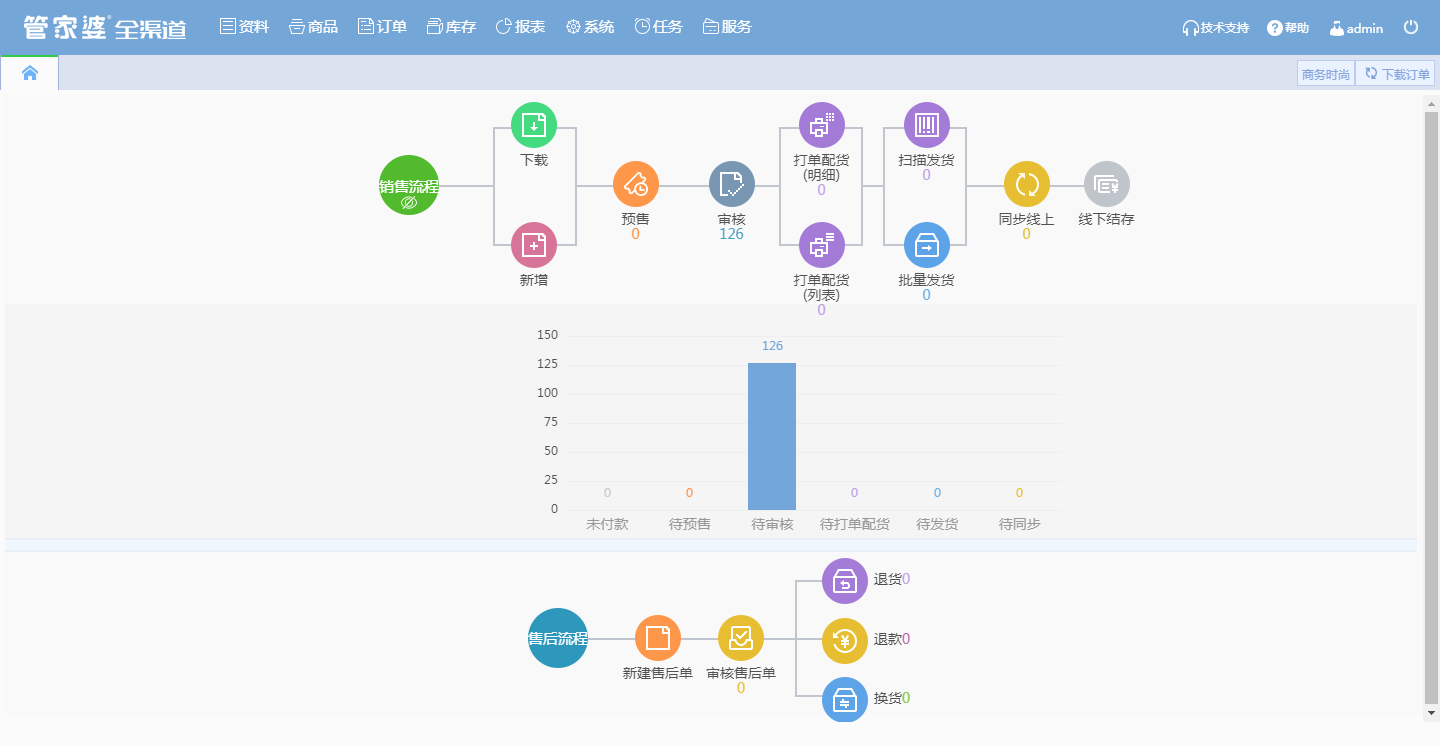 管家婆 全渠道 资料 商品 订单 库存 报表 系统 任务 服务 技术支持 帮助 admin
商务时尚 下载订单
销售流程
下载
新增
预售
0
审核
126
打单配货
(明细)
0
打单配货
(列表)
0
扫描发货
0
批量发货
0
同步线上
0
线下结存
150
125
100
75
50
25
0
0 0 126 0 0 0
未付款 待预售 待审核 待打单配货 待发货 待同步
售后流程
新建售后单
审核售后单
0
退货0
退款0
换货0